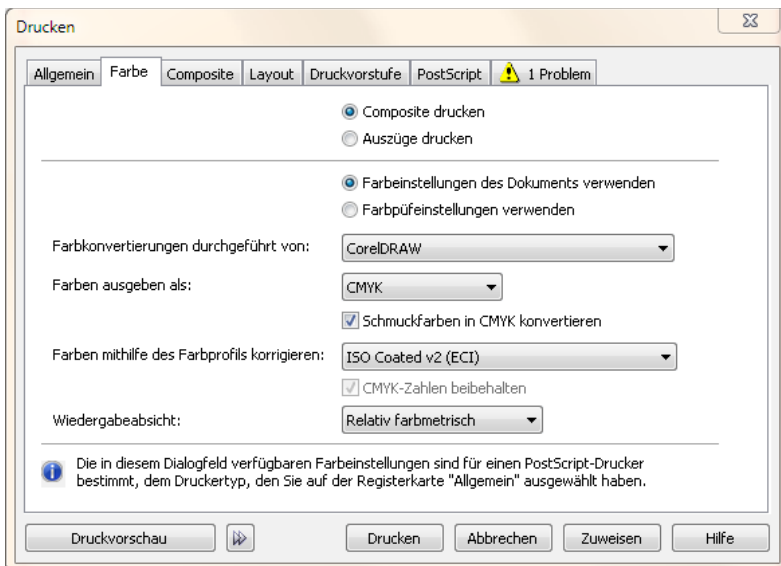 Drucken
Allgemein Farbe Composite Layout Druckvorstufe PostScript 1 Problem
Composite drucken
Auszüge drucken
Farbeinstellungen des Dokuments verwenden
Farbpüfeinstellungen verwenden
Farbkonvertierungen durchgeführt von: CorelDRAW
Farben ausgeben als: CMYK
Schmuckfarben in CMYK konvertieren
Farben mithilfe des Farbprofils korrigieren: ISO Coated v2 (ECI)
CMYK-Zahlen beibehalten
Wiedergabeabsicht: Relativ farbmetrisch
Die in diesem Dialogfeld verfügbaren Farbeinstellungen sind für einen PostScript-Drucker
bestimmt, dem Druckertyp, den Sie auf der Registerkarte "Allgemein" ausgewählt haben.
Druckvorschau Drucken Abbrechen Zuweisen Hilfe